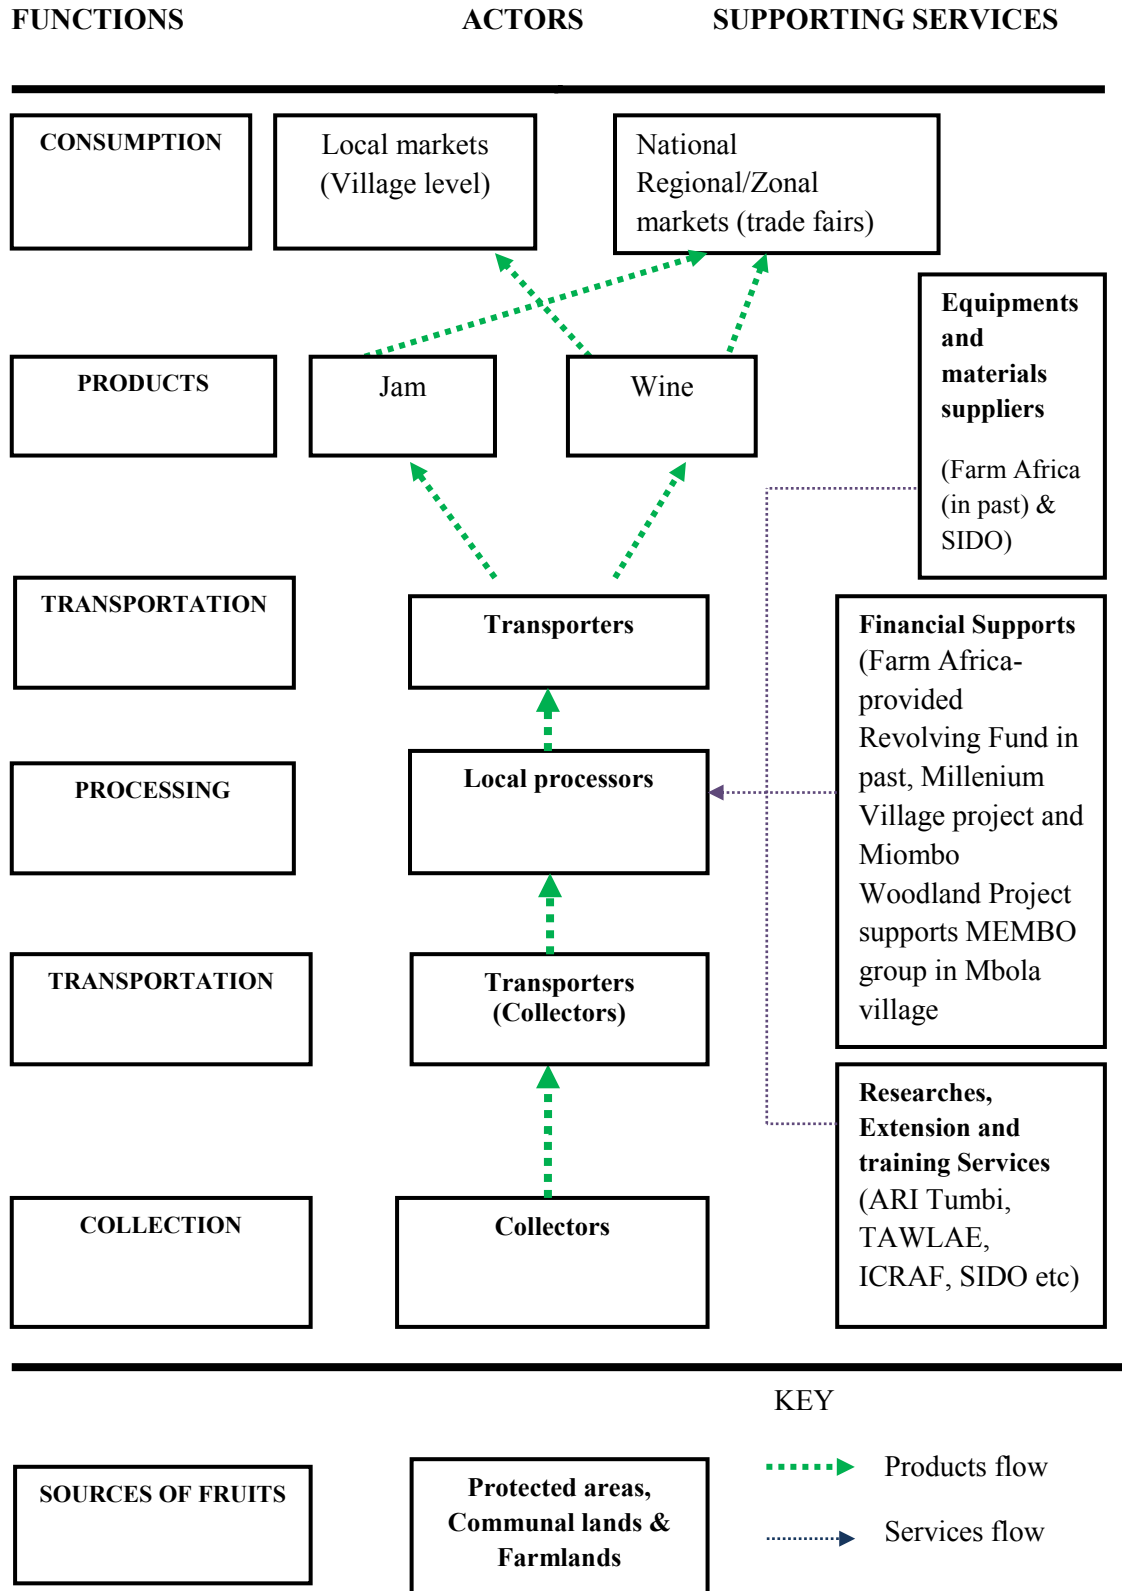 FUNCTIONS
ACTORS
SUPPORTING SERVICES
CONSUMPTION
Local markets
(Village level)
National
Regional/Zonal
markets (trade fairs)
Equipments
and
materials
suppliers
(Farm Africa
(in past) &
SIDO)
PRODUCTS
Jam
Wine
TRANSPORTATION
Transporters
Financial Supports
(Farm Africa-
provided
Revolving Fund in
past, Millenium
Village project and
Miombo
Woodland Project
supports MEMBO
group in Mbola
village
PROCESSING
Local processors
TRANSPORTATION
Transporters
(Collectors)
Researches,
Extension and
training Services
(ARI Tumbi,
TAWLAE,
ICRAF, SIDO etc)
COLLECTION
Collectors
KEY
Products flow
Services flow
SOURCES OF FRUITS
Protected areas,
Communal lands &
Farmlands